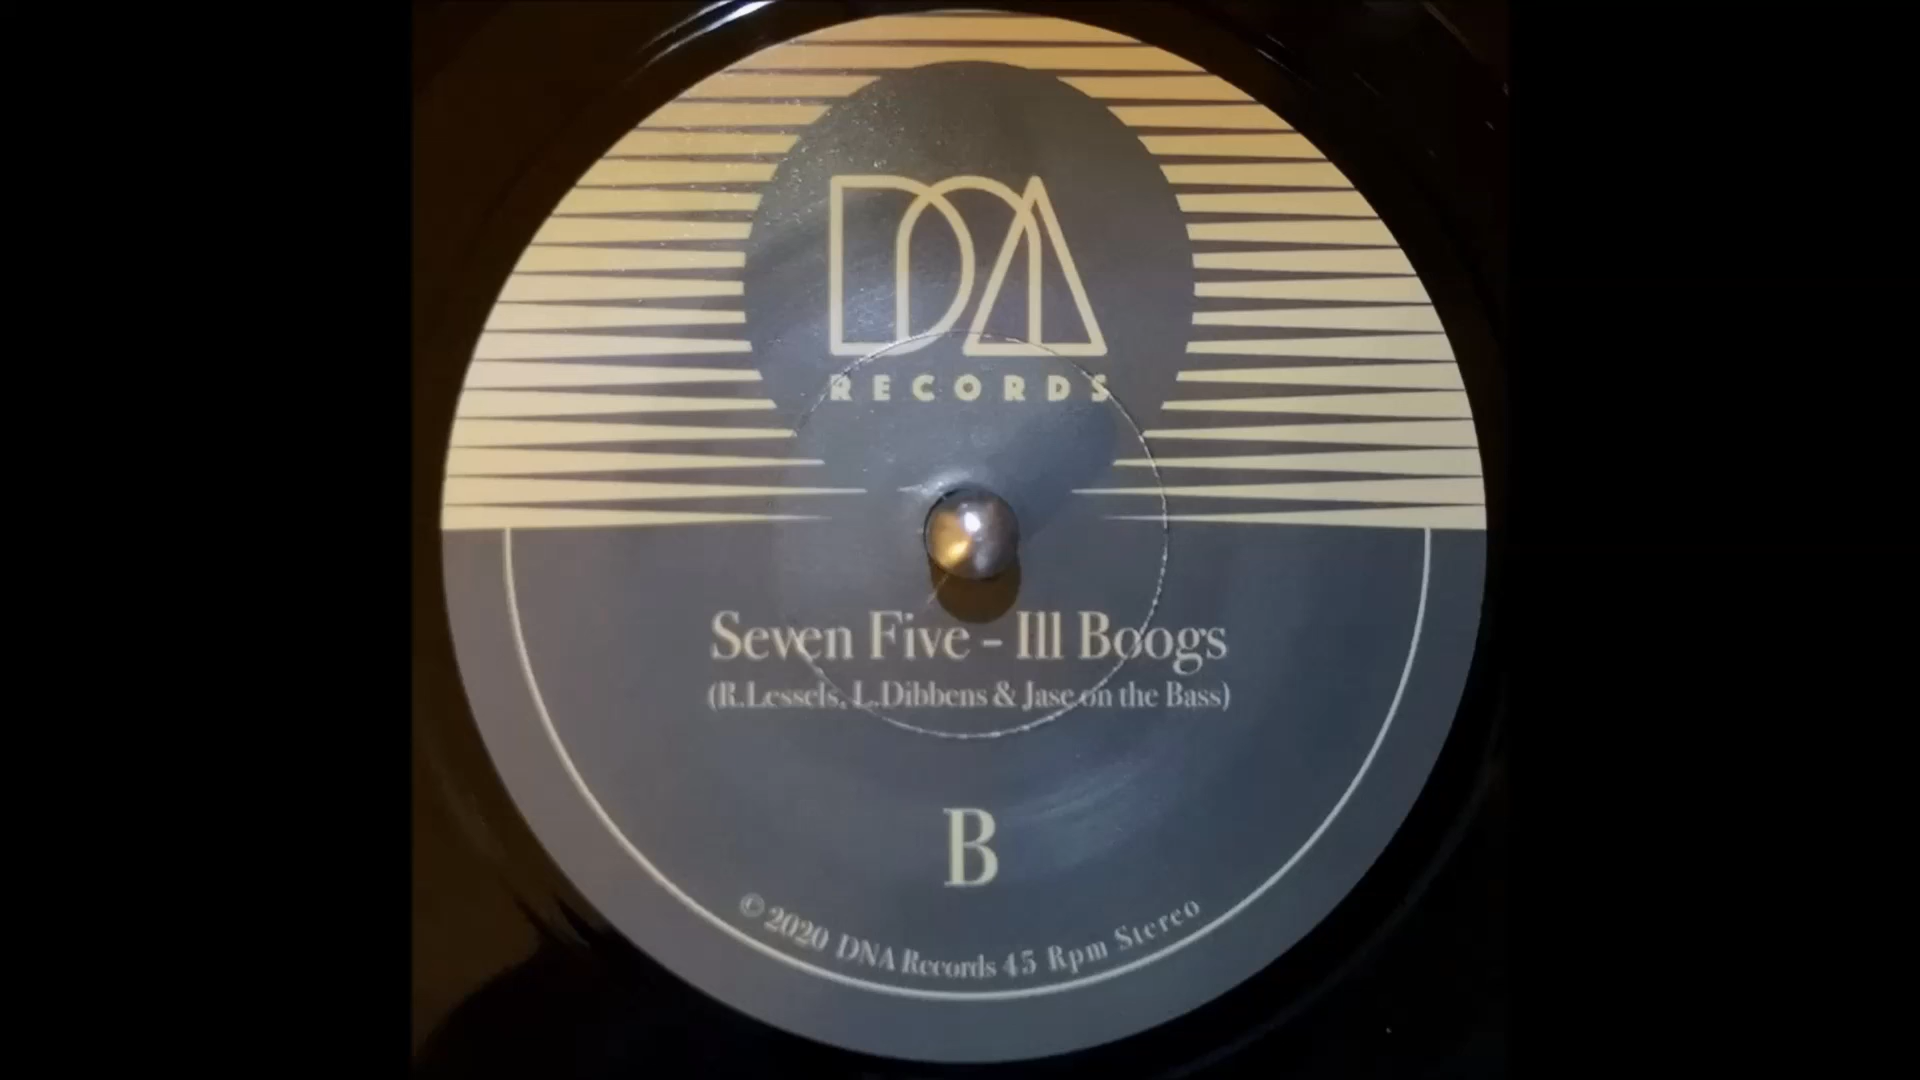 DNA
RECORDS
Seven Five - Ill Boogs
(R.Lessels, L.Dibbens & Jase on the Bass)
B
© 2020 DNA Records 45 Rpm Stereo